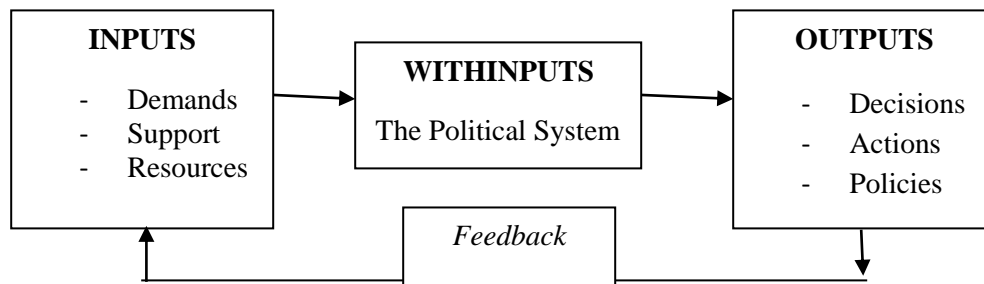 INPUTS
- Demands
- Support
- Resources
WITHINPUTS
The Political System
OUTPUTS
- Decisions
- Actions
- Policies
Feedback